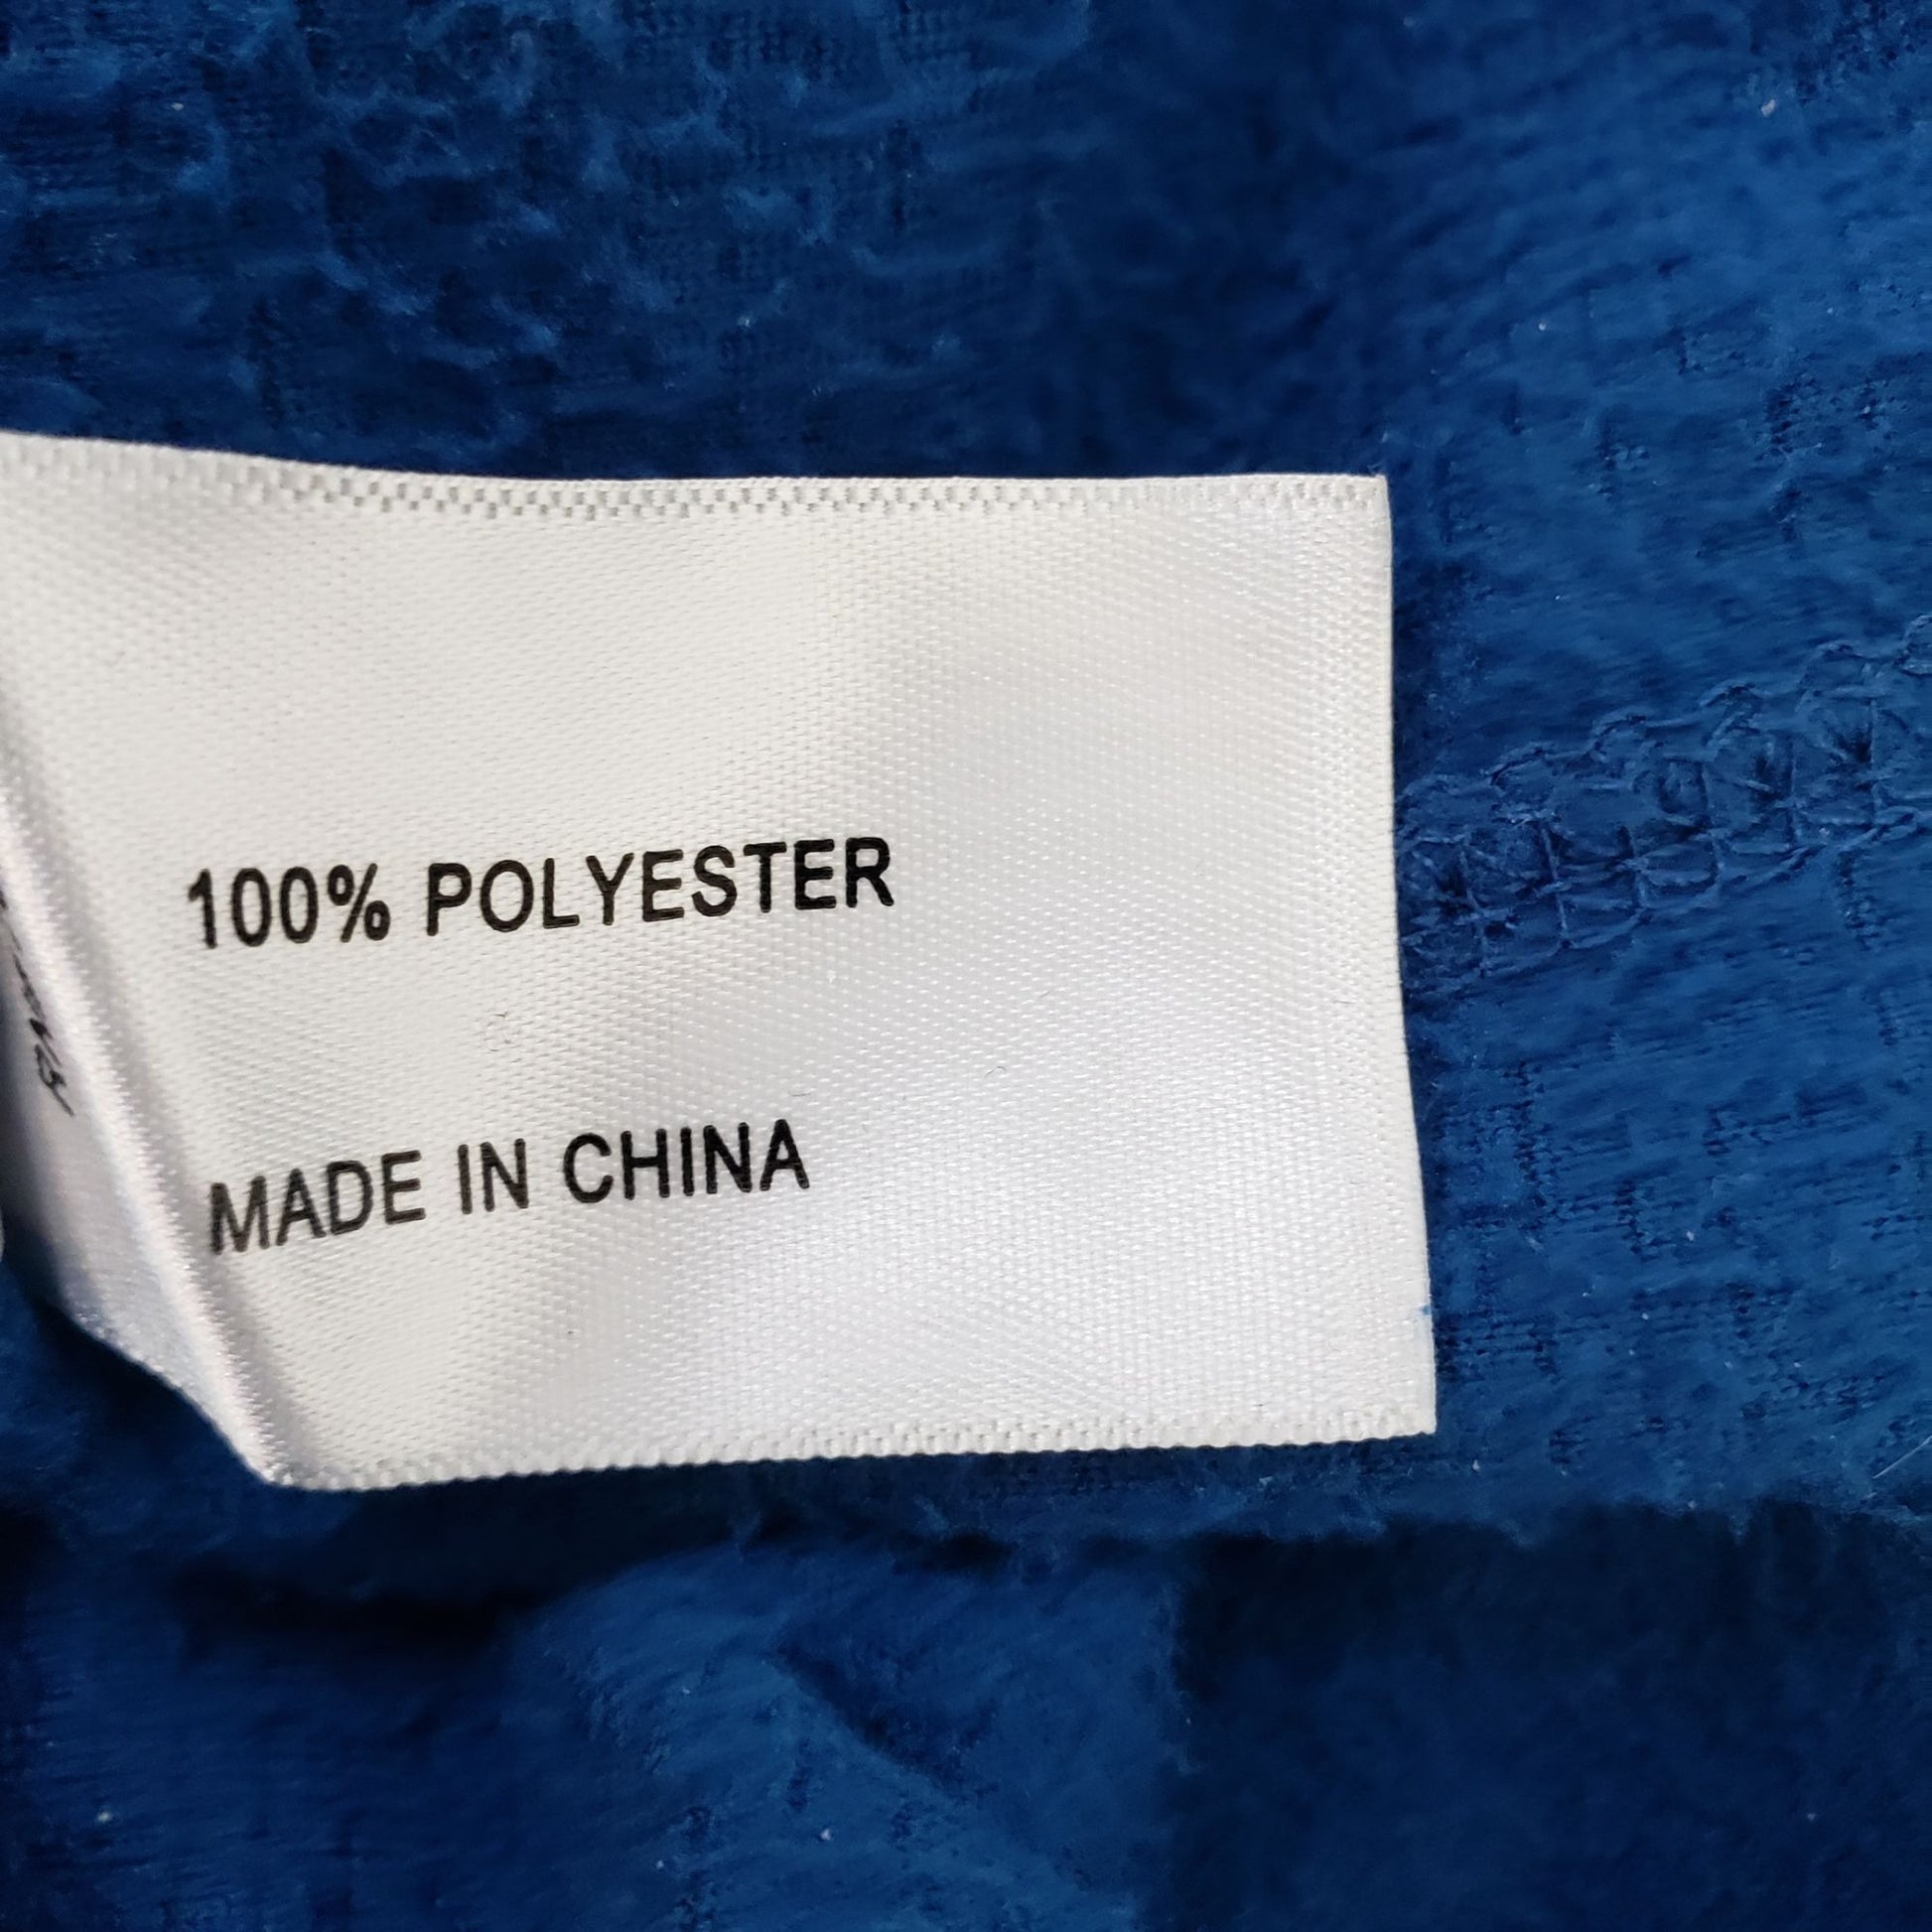 100% POLYESTER
MADE IN CHINA